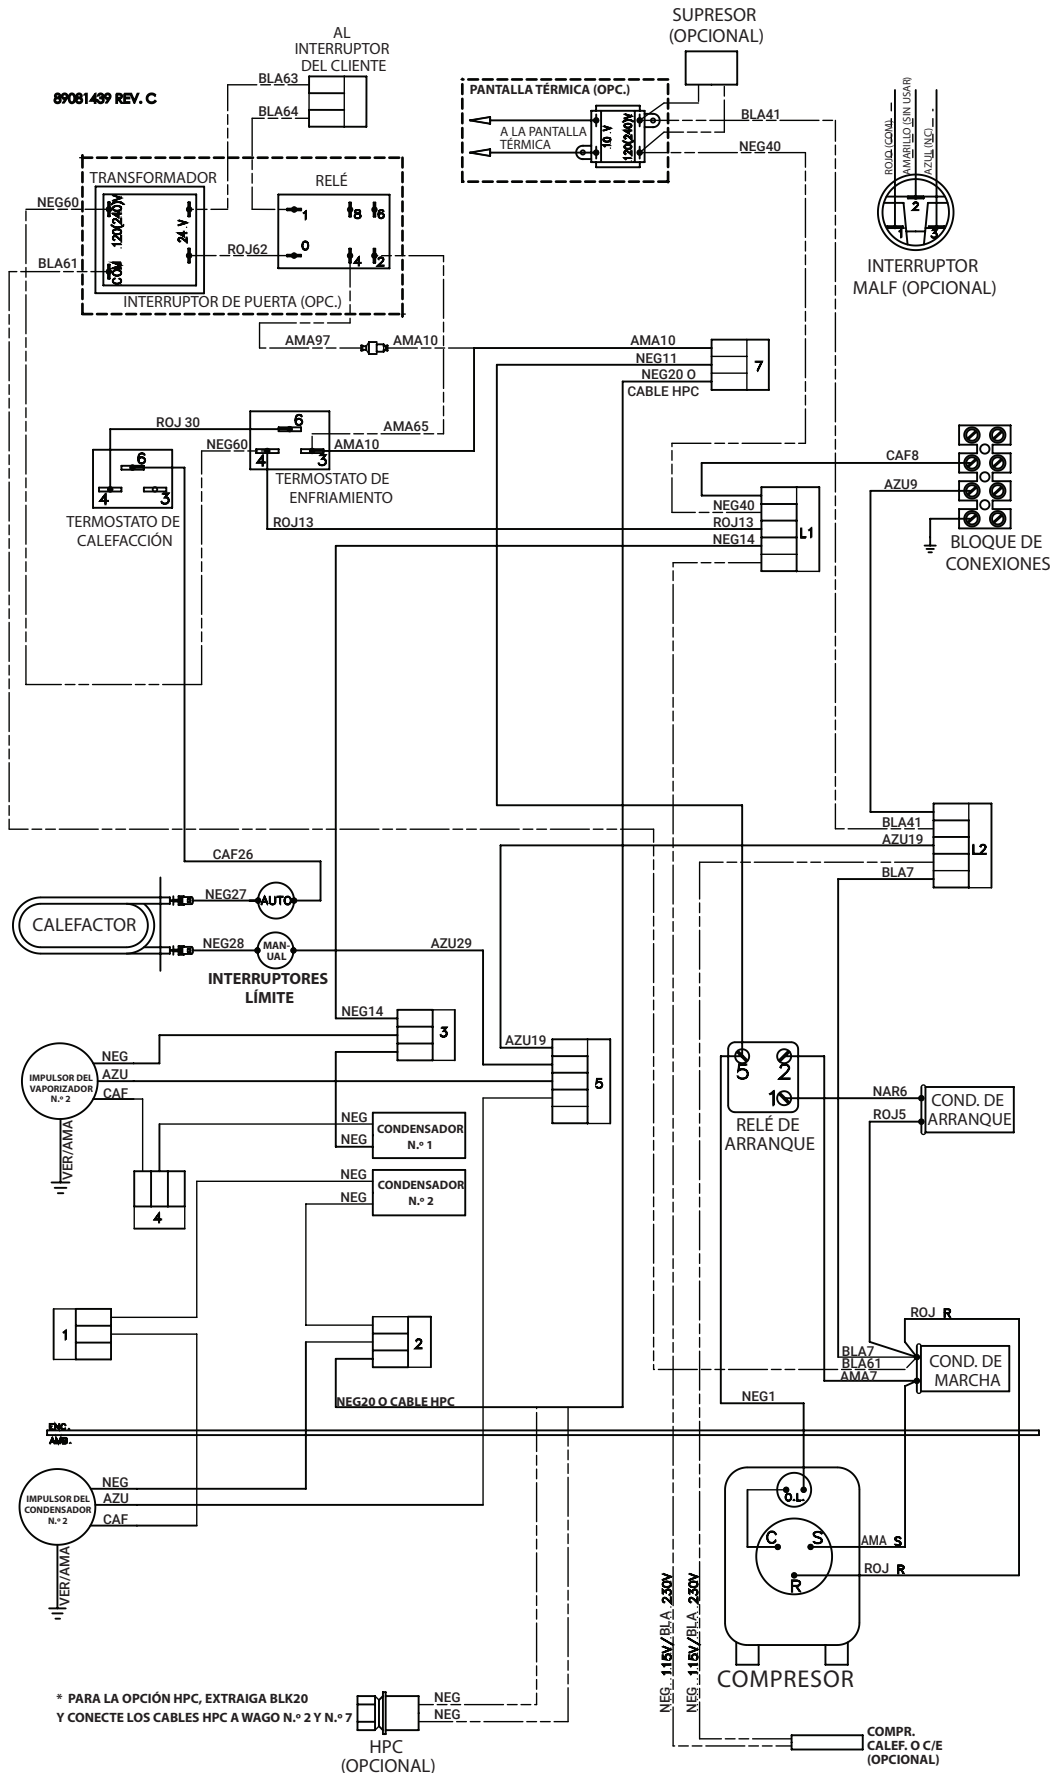 SUPRESOR
(OPCIONAL)
AL
INTERRUPTOR
DEL CLIENTE
BLA63
BLA64
89081439 REV. C
PANTALLA TÉRMICA (OPC.)
A LA PANTALLA
TÉRMICA
.10 .V
120(240)V
BLA41
NEG40
ROJO (COM)
AMARILLO (SIN USAR)
AZUL (NC)
1
2
3
INTERRUPTOR
MALF (OPCIONAL)
TRANSFORMADOR
RELÉ
NEG60
BLA61
.120(240)V
COM
24 .V
ROJ62
1
8
6
0
4
2
INTERRUPTOR DE PUERTA (OPC.)
AMA97
AMA10
AMA10
NEG11
NEG20 O
CABLE HPC
7
ROJ 30
6
NEG60
AMA65
AMA10
4
3
TERMOSTATO DE
ENFRIAMIENTO
6
4
3
TERMOSTATO DE
CALEFACCIÓN
ROJ13
NEG40
ROJ13
NEG14
L1
CAF8
AZU9
BLOQUE DE
CONEXIONES
BLA41
AZU19
BLA7
L2
CAF26
NEG27
AUTO
CALEFACTOR
NEG28
MAN-
UAL
AZU29
INTERRUPTORES
LÍMITE
NEG14
3
AZU19
5
NEG
AZU
CAF
IMPULSOR DEL
VAPORIZADOR
N.º 2
VER/AMA
NEG
NEG
CONDENSADOR
N.º 1
NEG
NEG
CONDENSADOR
N.º 2
4
5
2
1
RELÉ DE
ARRANQUE
NAR6
ROJ5
COND. DE
ARRANQUE
1
2
NEG20 O CABLE HPC
ROJ R
BLA7
BLA61
AMA7
COND. DE
MARCHA
NEG1
ENC.
AMB.
NEG
AZU
CAF
IMPULSOR DEL
CONDENSADOR
N.º 2
VER/AMA
O.L.
C
S
R
AMA S
ROJ R
COMPRESOR
NEG. .115V/BLA .230V
NEG. .115V/BLA .230V
* PARA LA OPCIÓN HPC, EXTRAIGA BLK20
Y CONECTE LOS CABLES HPC A WAGO N.º 2 Y N.º 7
NEG
NEG
HPC
(OPCIONAL)
COMPR.
CALEF. O C/E
(OPCIONAL)